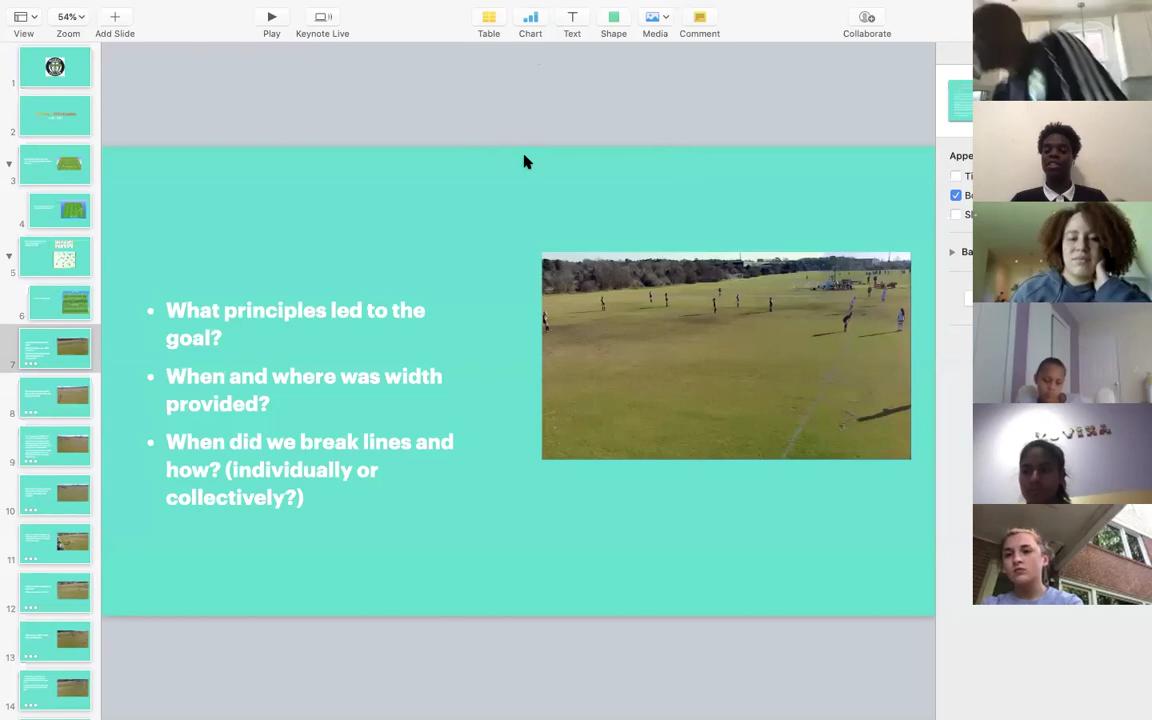 54%
View
Zoom
Add Slide
Play
Keynote Live
Table
Chart
Text
Shape
Media
Comment
Collaborate
1
2
3
4
5
6
7
8
9
10
11
12
13
14
• What principles led to the
goal?
• When and where was width
provided?
• When did we break lines and
how? (individually or
collectively?)